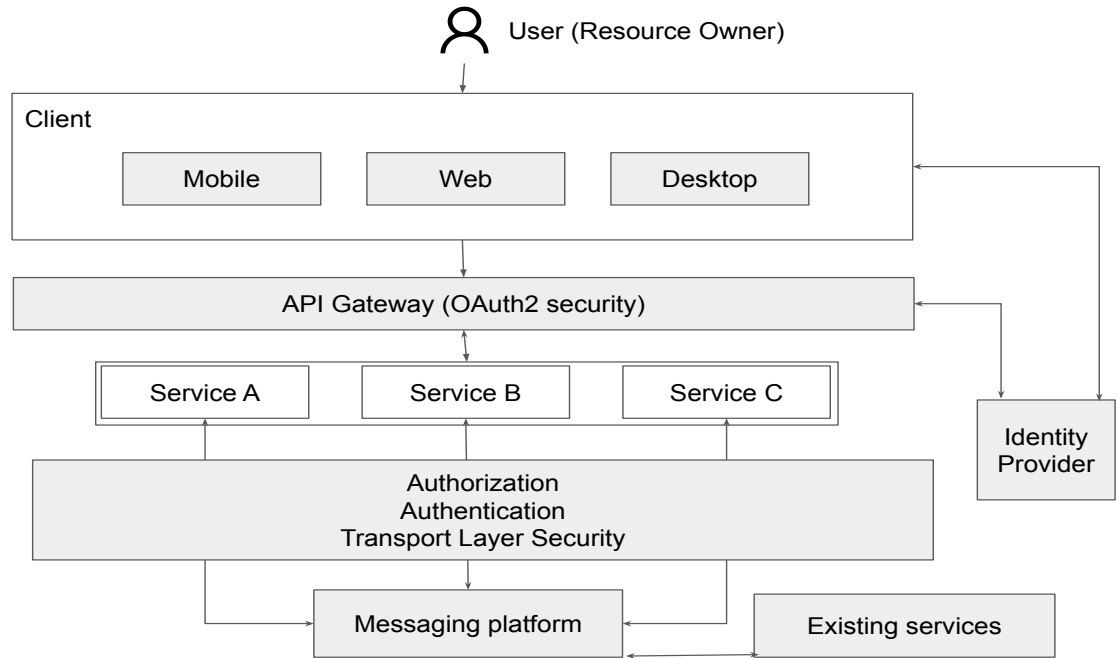 User (Resource Owner)
Client
Mobile
Web
Desktop
API Gateway (OAuth2 security)
Service A
Service B
Service C
Identity
Provider
Authorization
Authentication
Transport Layer Security
Messaging platform
Existing services